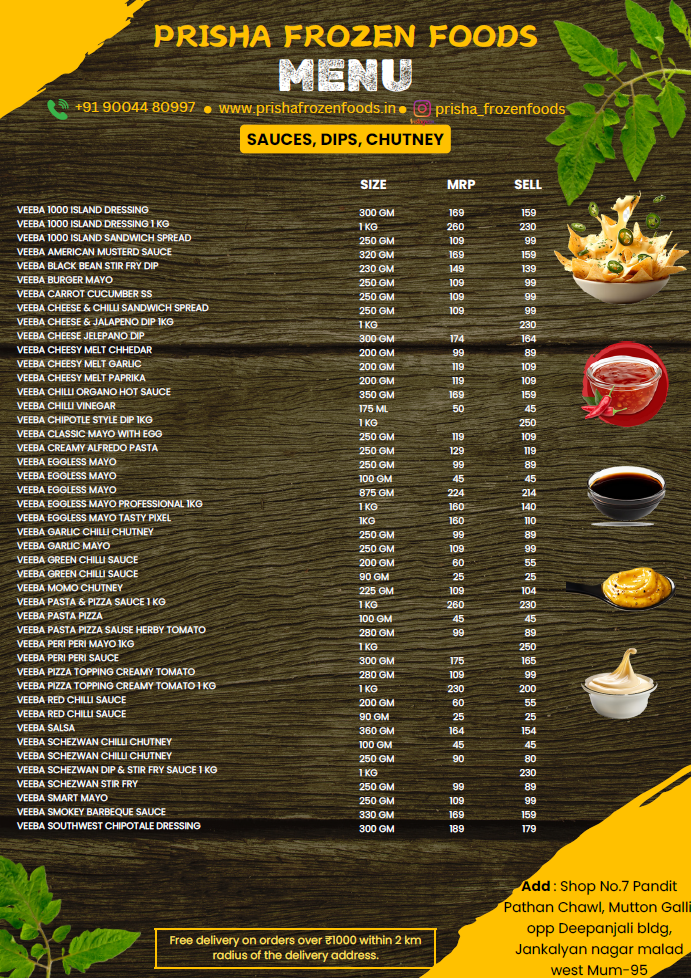 PRISHA FROZEN FOODS
MENU
+91 90044 80997 ● www.prishafrozenfoods.in ● prisha_frozenfoods
SAUCES, DIPS, CHUTNEY
SIZE MRP SELL
VEEBA 1000 ISLAND DRESSING 300 GM 169 159
VEEBA 1000 ISLAND DRESSING 1 KG 1 KG 260 230
VEEBA 1000 ISLAND SANDWICH SPREAD 250 GM 109 99
VEEBA AMERICAN MUSTERD SAUCE 320 GM 169 159
VEEBA BLACK BEAN STIR FRY DIP 230 GM 149 139
VEEBA BURGER MAYO 250 GM 109 99
VEEBA CARROT CUCUMBER SS 250 GM 109 99
VEEBA CHEESE & CHILLI SANDWICH SPREAD 250 GM 109 99
VEEBA CHEESE & JALAPENO DIP 1KG 1 KG 230
VEEBA CHEESE JELEPANO DIP 300 GM 174 164
VEEBA CHEESY MELT CHHEDAR 200 GM 99 89
VEEBA CHEESY MELT GARLIC 200 GM 119 109
VEEBA CHEESY MELT PAPRIKA 200 GM 119 109
VEEBA CHILLI ORGANO HOT SAUCE 350 GM 169 159
VEEBA CHILLI VINEGAR 175 ML 50 45
VEEBA CHIPOTLE STYLE DIP 1KG 1 KG 250
VEEBA CLASSIC MAYO WITH EGG 250 GM 119 109
VEEBA CREAMY ALFREDO PASTA 250 GM 129 119
VEEBA EGGLESS MAYO 250 GM 99 89
VEEBA EGGLESS MAYO 100 GM 45 45
VEEBA EGGLESS MAYO 875 GM 224 214
VEEBA EGGLESS MAYO PROFESSIONAL 1KG 1 KG 160 140
VEEBA EGGLESS MAYO TASTY PIXEL 1KG 160 110
VEEBA GARLIC CHILLI CHUTNEY 250 GM 99 89
VEEBA GARLIC MAYO 250 GM 109 99
VEEBA GREEN CHILLI SAUCE 200 GM 60 55
VEEBA GREEN CHILLI SAUCE 90 GM 25 25
VEEBA MOMO CHUTNEY 225 GM 109 104
VEEBA PASTA & PIZZA SAUCE 1 KG 1 KG 260 230
VEEBA PASTA PIZZA 100 GM 45 45
VEEBA PASTA PIZZA SAUSE HERBY TOMATO 280 GM 99 89
VEEBA PERI PERI MAYO 1KG 1 KG 250
VEEBA PERI PERI SAUCE 300 GM 175 165
VEEBA PIZZA TOPPING CREAMY TOMATO 280 GM 109 99
VEEBA PIZZA TOPPING CREAMY TOMATO 1 KG 1 KG 230 200
VEEBA RED CHILLI SAUCE 200 GM 60 55
VEEBA RED CHILLI SAUCE 90 GM 25 25
VEEBA SALSA 360 GM 164 154
VEEBA SCHEZWAN CHILLI CHUTNEY 100 GM 45 45
VEEBA SCHEZWAN CHILLI CHUTNEY 250 GM 90 80
VEEBA SCHEZWAN DIP & STIR FRY SAUCE 1 KG 1 KG 230
VEEBA SCHEZWAN STIR FRY 250 GM 99 89
VEEBA SMART MAYO 250 GM 109 99
VEEBA SMOKEY BARBEQUE SAUCE 330 GM 169 159
VEEBA SOUTHWEST CHIPOTALE DRESSING 300 GM 189 179
Add : Shop No.7 Pandit
Pathan Chawl, Mutton Galli
opp Deepanjali bldg,
Jankalyan nagar malad
west Mum-95
Free delivery on orders over ₹1000 within 2 km
radius of the delivery address.